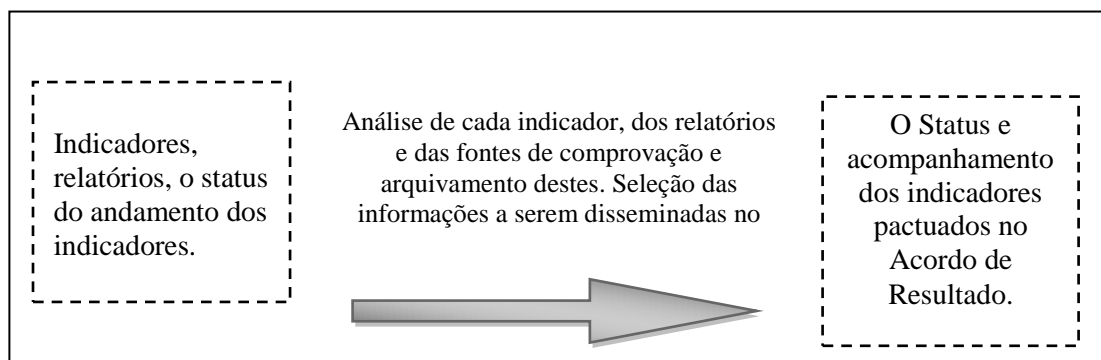 Indicadores,
relatórios, o status
do andamento dos
indicadores.
Análise de cada indicador, dos relatórios
e das fontes de comprovação e
arquivamento destes. Seleção das
informações a serem disseminadas no
O Status e
acompanhamento
dos indicadores
pactuados no
Acordo de
Resultado.